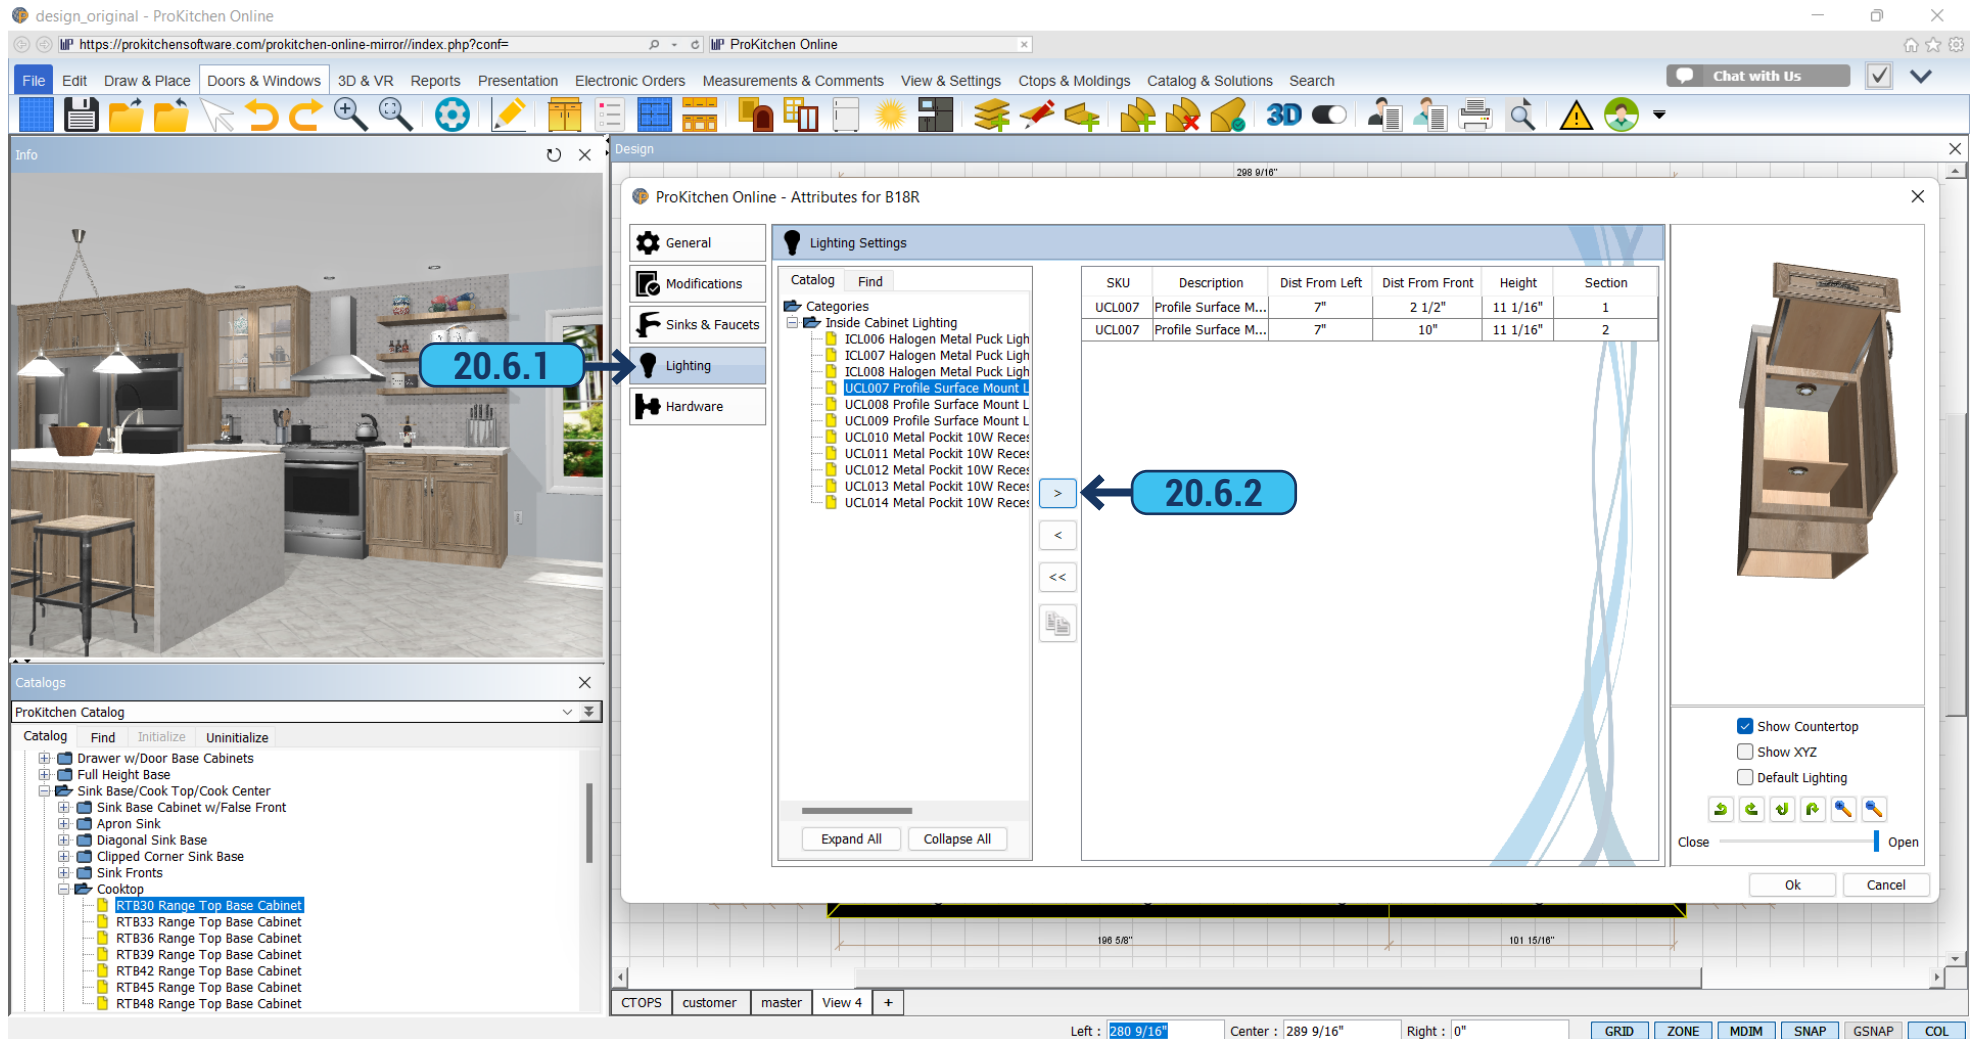 design_original - ProKitchen Online
https://prokitchensoftware.com/prokitchen-online-mirror//index.php?conf=
ProKitchen Online
File Edit Draw & Place Doors & Windows 3D & VR Reports Presentation Electronic Orders Measurements & Comments View & Settings Ctops & Moldings Catalog & Solutions Search
Chat with Us
3D
Info
Design
298 9/16"
ProKitchen Online - Attributes for B18R
General
Modifications
Sinks & Faucets
Lighting
Hardware
20.6.1
Lighting Settings
Catalog Find
Categories
Inside Cabinet Lighting
ICL006 Halogen Metal Puck Ligh
ICL007 Halogen Metal Puck Ligh
ICL008 Halogen Metal Puck Ligh
UCL007 Profile Surface Mount L
UCL008 Profile Surface Mount L
UCL009 Profile Surface Mount L
UCL010 Metal Pockit 10W Reces
UCL011 Metal Pockit 10W Reces
UCL012 Metal Pockit 10W Reces
UCL013 Metal Pockit 10W Reces
UCL014 Metal Pockit 10W Reces
Expand All Collapse All
>
<
<<
20.6.2
SKU Description Dist From Left Dist From Front Height Section
UCL007 Profile Surface M... 7" 2 1/2" 11 1/16" 1
UCL007 Profile Surface M... 7" 10" 11 1/16" 2
Show Countertop
Show XYZ
Default Lighting
Close Open
Ok Cancel
Catalogs
ProKitchen Catalog
Catalog Find Initialize Uninitialize
Drawer w/Door Base Cabinets
Full Height Base
Sink Base/Cook Top/Cook Center
Sink Base Cabinet w/False Front
Apron Sink
Diagonal Sink Base
Clipped Corner Sink Base
Sink Fronts
Cooktop
RTB30 Range Top Base Cabinet
RTB33 Range Top Base Cabinet
RTB36 Range Top Base Cabinet
RTB39 Range Top Base Cabinet
RTB42 Range Top Base Cabinet
RTB45 Range Top Base Cabinet
RTB48 Range Top Base Cabinet
196 5/8" 101 15/16"
CTOPS customer master View 4 +
Left : 280 9/16" Center : 289 9/16" Right : 0" GRID ZONE MDIM SNAP GSNAP COL